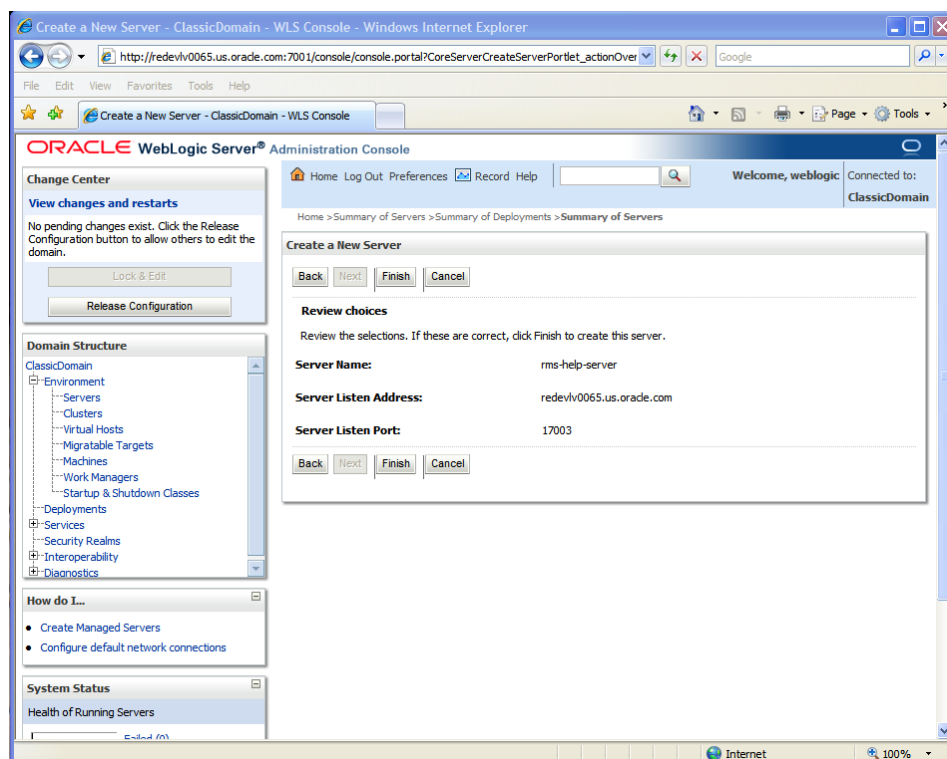 Create a New Server - ClassicDomain - WLS Console - Windows Internet Explorer
http://redevlv0065.us.oracle.com:7001/console/console.portal?CoreServerCreateServerPortlet_actionOver
Google
File Edit View Favorites Tools Help
Create a New Server - ClassicDomain - WLS Console
Page
Tools
ORACLE WebLogic Server® Administration Console
Change Center
View changes and restarts
No pending changes exist. Click the Release
Configuration button to allow others to edit the
domain.
Lock & Edit
Release Configuration
Domain Structure
ClassicDomain
Environment
Servers
Clusters
Virtual Hosts
Migratable Targets
Machines
Work Managers
Startup & Shutdown Classes
Deployments
Services
Security Realms
Interoperability
Diagnostics
How do I...
Create Managed Servers
Configure default network connections
System Status
Health of Running Servers
Failed (0)
Home Log Out Preferences Record Help
Welcome, weblogic
Connected to:
ClassicDomain
Home >Summary of Servers >Summary of Deployments >Summary of Servers
Create a New Server
Back Next Finish Cancel
Review choices
Review the selections. If these are correct, click Finish to create this server.
Server Name: rms-help-server
Server Listen Address: redevlv0065.us.oracle.com
Server Listen Port: 17003
Back Next Finish Cancel
Internet
100%